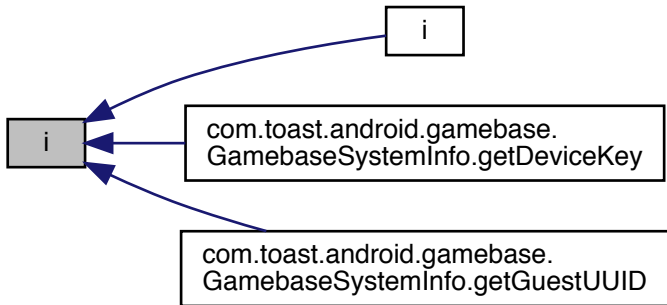 i
i
com.toast.android.gamebase.
GamebaseSystemInfo.getDeviceKey
com.toast.android.gamebase.
GamebaseSystemInfo.getGuestUUID